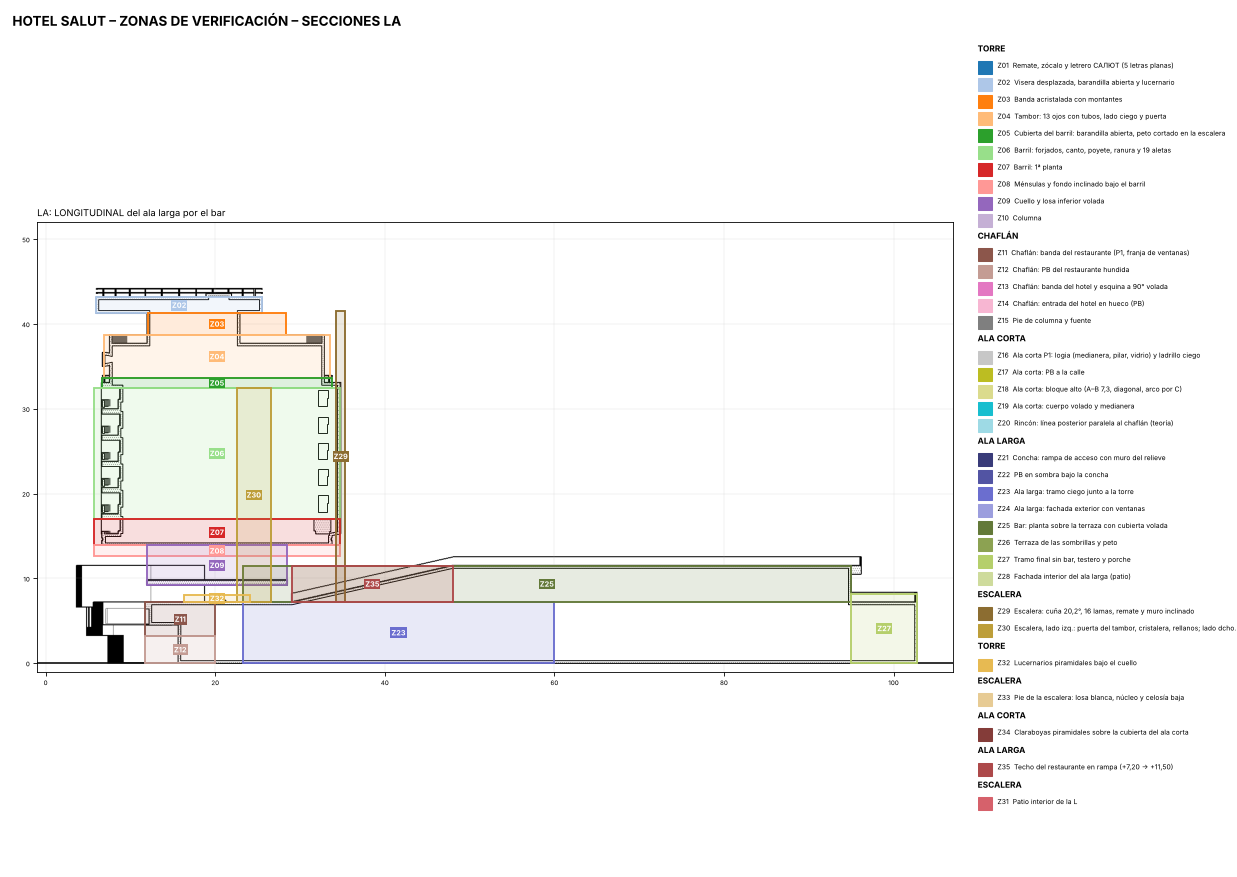 HOTEL SALUT – ZONAS DE VERIFICACIÓN – SECCIONES LA
LA: LONGITUDINAL del ala larga por el bar
50
40
30
20
10
0
0
20
40
60
80
100
Z02
Z03
Z04
Z05
Z06
Z29
Z30
Z07
Z08
Z09
Z32
Z35
Z25
Z11
Z12
Z23
Z27
TORRE
Z01 Remate, zócalo y letrero САЛЮТ (5 letras planas)
Z02 Visera desplazada, barandilla abierta y lucernario
Z03 Banda acristalada con montantes
Z04 Tambor: 13 ojos con tubos, lado ciego y puerta
Z05 Cubierta del barril: barandilla abierta, peto cortado en la escalera
Z06 Barril: forjados, canto, poyete, ranura y 19 aletas
Z07 Barril: 1ª planta
Z08 Ménsulas y fondo inclinado bajo el barril
Z09 Cuello y losa inferior volada
Z10 Columna
CHAFLÁN
Z11 Chaflán: banda del restaurante (P1, franja de ventanas)
Z12 Chaflán: PB del restaurante hundida
Z13 Chaflán: banda del hotel y esquina a 90° volada
Z14 Chaflán: entrada del hotel en hueco (PB)
Z15 Pie de columna y fuente
ALA CORTA
Z16 Ala corta P1: logia (medianera, pilar, vidrio) y ladrillo ciego
Z17 Ala corta: PB a la calle
Z18 Ala corta: bloque alto (A–B 7,3, diagonal, arco por C)
Z19 Ala corta: cuerpo volado y medianera
Z20 Rincón: línea posterior paralela al chaflán (teoría)
ALA LARGA
Z21 Concha: rampa de acceso con muro del relieve
Z22 PB en sombra bajo la concha
Z23 Ala larga: tramo ciego junto a la torre
Z24 Ala larga: fachada exterior con ventanas
Z25 Bar: planta sobre la terraza con cubierta volada
Z26 Terraza de las sombrillas y peto
Z27 Tramo final sin bar, testero y porche
Z28 Fachada interior del ala larga (patio)
ESCALERA
Z29 Escalera: cuña 20,2°, 16 lamas, remate y muro inclinado
Z30 Escalera, lado izq.: puerta del tambor, cristalera, rellanos; lado dcho.
TORRE
Z32 Lucernarios piramidales bajo el cuello
ESCALERA
Z33 Pie de la escalera: losa blanca, núcleo y celosía baja
ALA CORTA
Z34 Claraboyas piramidales sobre la cubierta del ala corta
ALA LARGA
Z35 Techo del restaurante en rampa (+7,20 → +11,50)
ESCALERA
Z31 Patio interior de la L